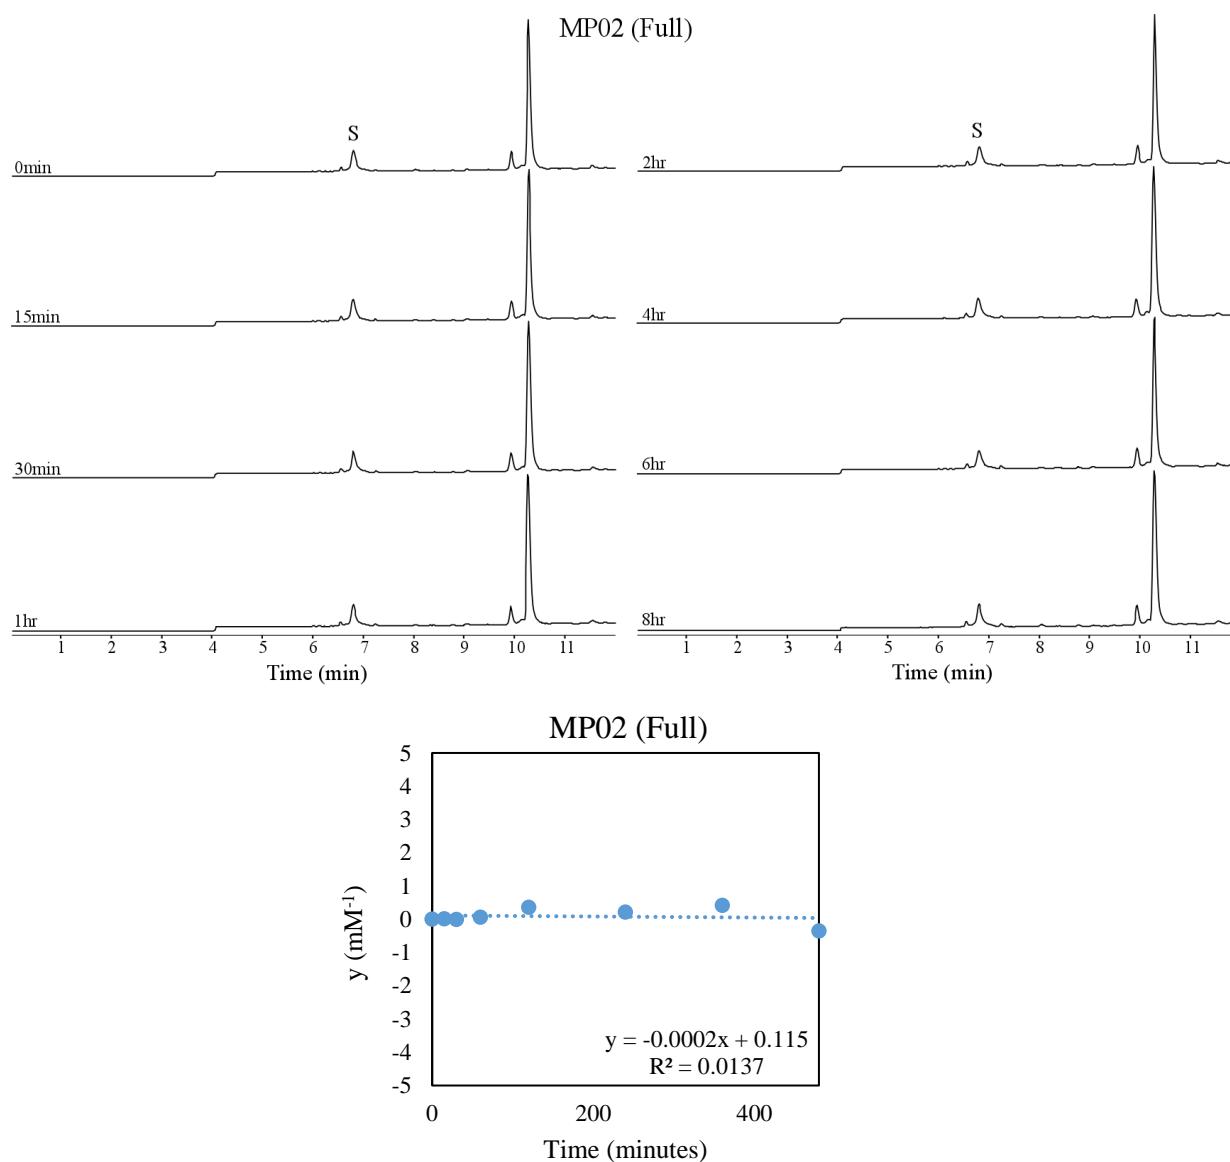 MP02 (Full)
S
0min
15min
30min
1hr
1 2 3 4 5 6 7 8 9 10 11
Time (min)
S
2hr
4hr
6hr
8hr
1 2 3 4 5 6 7 8 9 10 11
Time (min)
MP02 (Full)
5
4
3
2
1
0
-1
-2
-3
-4
-5
y (mM⁻¹)
y = -0.0002x + 0.115
R² = 0.0137
0 200 400
Time (minutes)